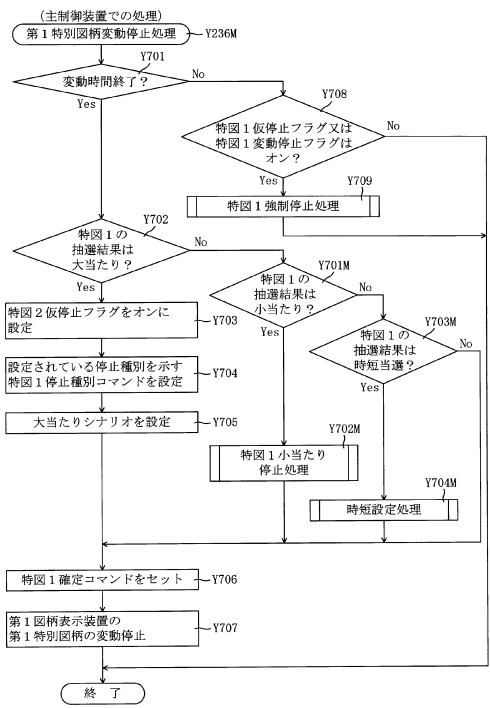 (主制御装置での処理)
第1特別図柄変動停止処理
Y236M
Y701
変動時間終了?
No
Yes
Y708
特図1仮停止フラグ又は
特図1変動停止フラグは
オン?
No
Yes
Y709
特図1強制停止処理
Y702
特図1の
抽選結果は
大当たり?
No
Yes
Y701M
特図1の
抽選結果は
小当たり?
No
Yes
特図2仮停止フラグをオンに
設定
Y703
Y703M
特図1の
抽選結果は
時短当選?
No
Yes
設定されている停止種別を示す
特図1停止種別コマンドを設定
Y704
大当たりシナリオを設定
Y705
Y702M
特図1小当たり
停止処理
Y704M
時短設定処理
特図1確定コマンドをセット
Y706
第1図柄表示装置の
第1特別図柄の変動停止
Y707
終 了